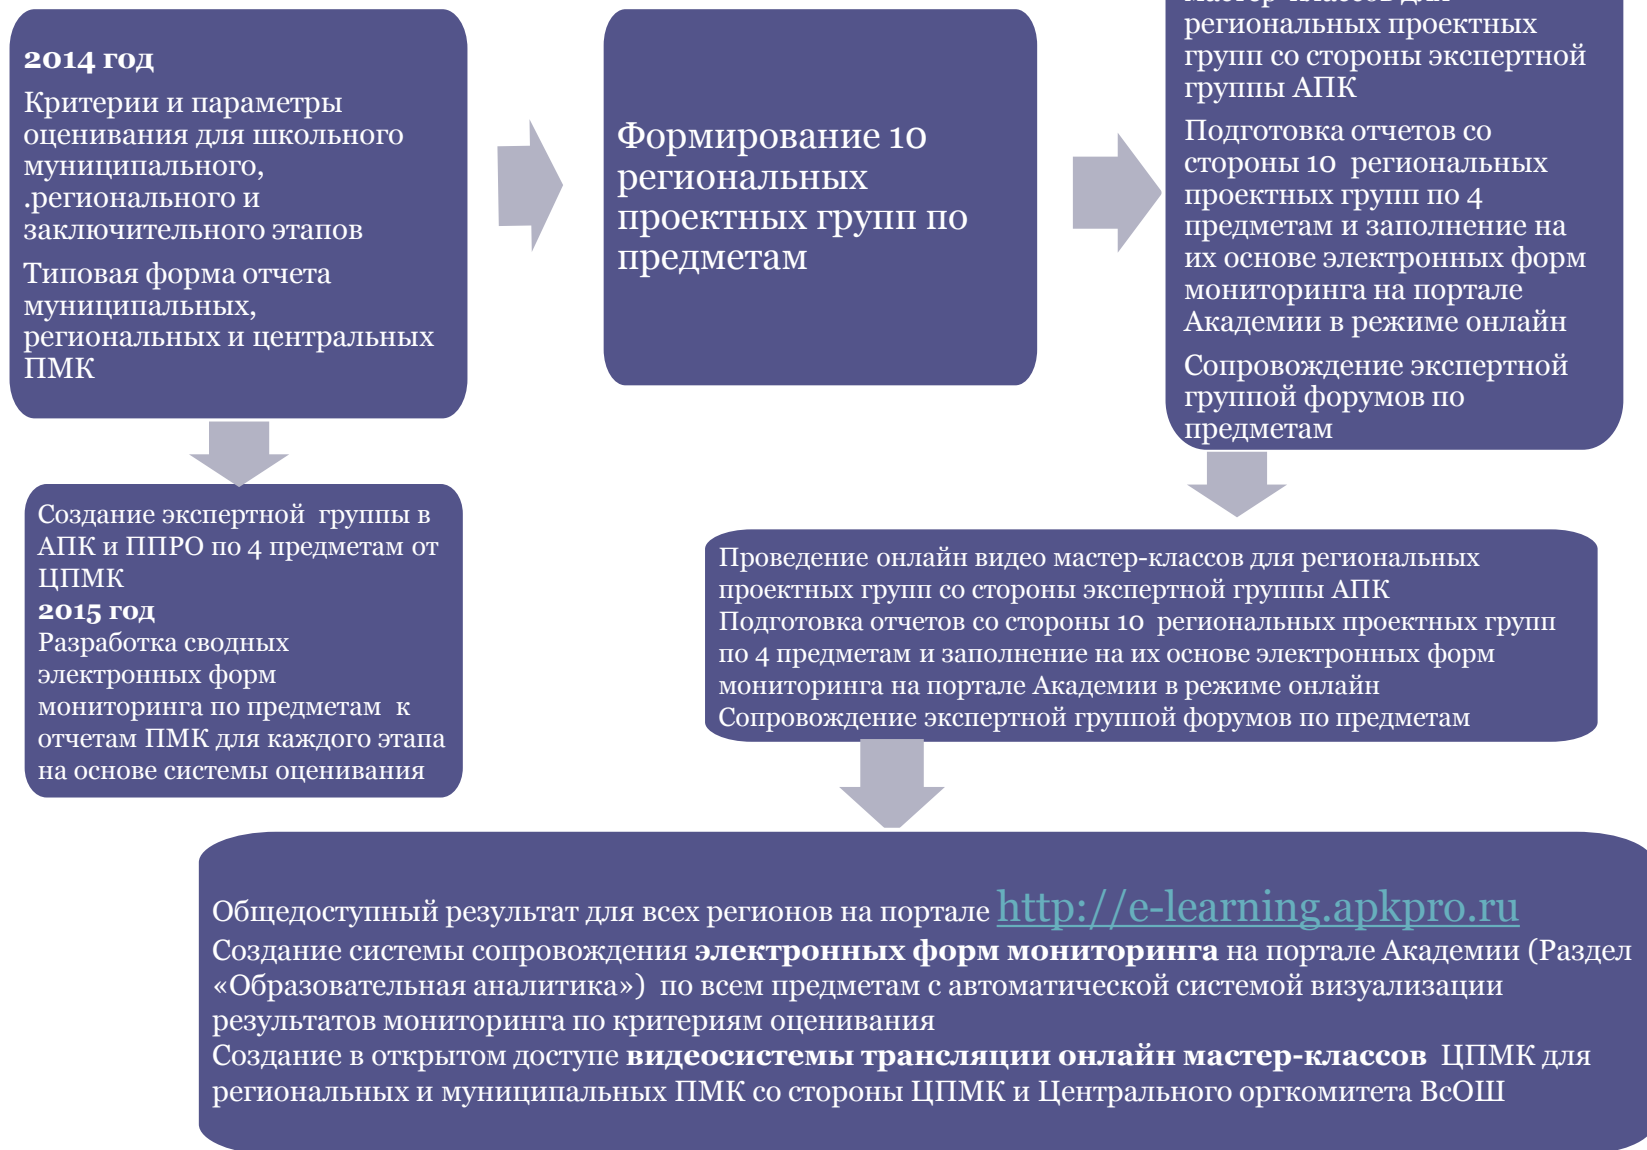 2014 год
Критерии и параметры
оценивания для школьного
муниципального,
.регионального и
заключительного этапов
Типовая форма отчета
муниципальных,
региональных и центральных
ПМК
Формирование 10
региональных
проектных групп по
предметам
мастер-классов для
региональных проектных
групп со стороны экспертной
группы АПК
Подготовка отчетов со
стороны 10 региональных
проектных групп по 4
предметам и заполнение на
их основе электронных форм
мониторинга на портале
Академии в режиме онлайн
Сопровождение экспертной
группой форумов по
предметам
Создание экспертной группы в
АПК и ППРО по 4 предметам от
ЦПМК
2015 год
Разработка сводных
электронных форм
мониторинга по предметам к
отчетам ПМК для каждого этапа
на основе системы оценивания
Проведение онлайн видео мастер-классов для региональных
проектных групп со стороны экспертной группы АПК
Подготовка отчетов со стороны 10 региональных проектных групп
по 4 предметам и заполнение на их основе электронных форм
мониторинга на портале Академии в режиме онлайн
Сопровождение экспертной группой форумов по предметам
Общедоступный результат для всех регионов на портале http://e-learning.apkpro.ru
Создание системы сопровождения электронных форм мониторинга на портале Академии (Раздел
«Образовательная аналитика») по всем предметам с автоматической системой визуализации
результатов мониторинга по критериям оценивания
Создание в открытом доступе видеосистемы трансляции онлайн мастер-классов ЦПМК для
региональных и муниципальных ПМК со стороны ЦПМК и Центрального оргкомитета ВсОШ